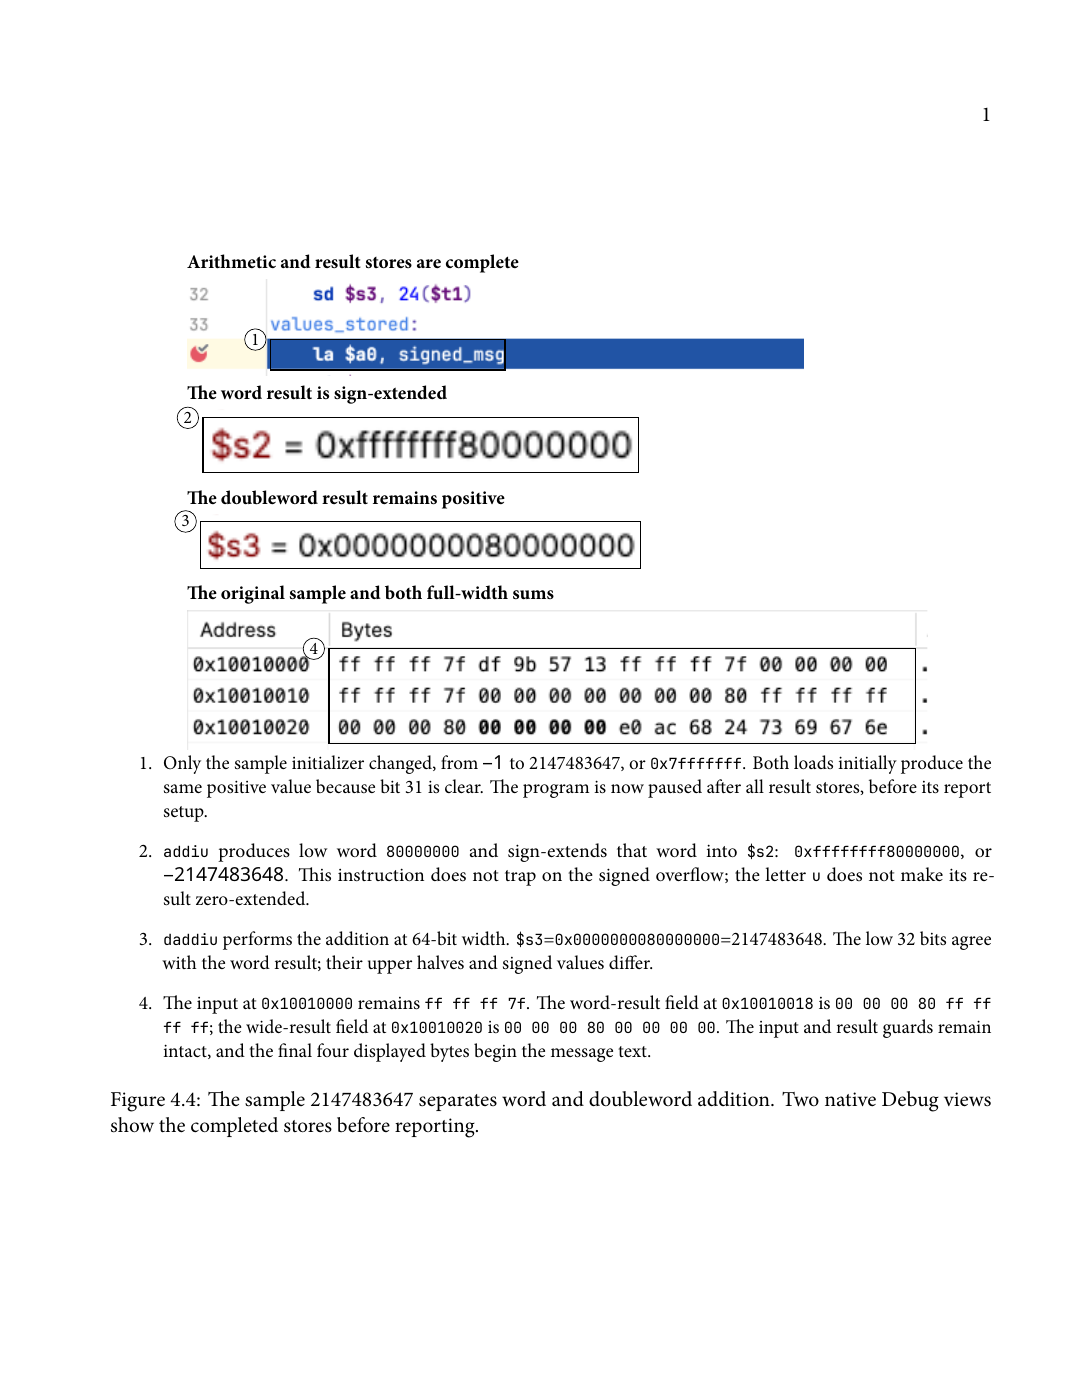 1
Arithmetic and result stores are complete
32 sd $s3, 24($t1)
33 values_stored:
1 la $a0, signed_msg
The word result is sign-extended
2
$s2 = 0xffffffff80000000
The doubleword result remains positive
3
$s3 = 0x0000000080000000
The original sample and both full-width sums
Address Bytes
4
0x10010000 ff ff ff 7f df 9b 57 13 ff ff ff 7f 00 00 00 00 .
0x10010010 ff ff ff 7f 00 00 00 00 00 00 00 80 ff ff ff ff .
0x10010020 00 00 00 80 00 00 00 00 e0 ac 68 24 73 69 67 6e .
1. Only the sample initializer changed, from −1 to 2147483647, or 0x7fffffff. Both loads initially produce the
same positive value because bit 31 is clear. The program is now paused after all result stores, before its report
setup.
2. addiu produces low word 80000000 and sign-extends that word into $s2: 0xffffffff80000000, or
−2147483648. This instruction does not trap on the signed overflow; the letter u does not make its re-
sult zero-extended.
3. daddiu performs the addition at 64-bit width. $s3=0x0000000080000000=2147483648. The low 32 bits agree
with the word result; their upper halves and signed values differ.
4. The input at 0x10010000 remains ff ff ff 7f. The word-result field at 0x10010018 is 00 00 00 80 ff ff
ff ff; the wide-result field at 0x10010020 is 00 00 00 80 00 00 00 00. The input and result guards remain
intact, and the final four displayed bytes begin the message text.
Figure 4.4: The sample 2147483647 separates word and doubleword addition. Two native Debug views
show the completed stores before reporting.